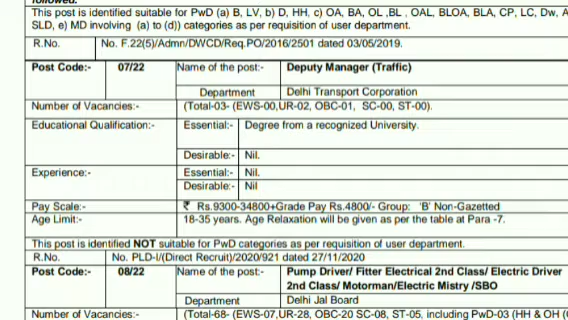 followed.
This post is identified suitable for PwD (a) B, LV, b) D, HH, c) OA, BA, OL ,BL , OAL, BLOA, BLA, CP, LC, Dw, A
SLD, e) MD involving (a) to (d)) categories as per requisition of user department.
R.No. No. F.22(5)/Admn/DWCD/Req.PO/2016/2501 dated 03/05/2019.
Post Code:- 07/22 Name of the post:- Deputy Manager (Traffic)
Department Delhi Transport Corporation
Number of Vacancies:- (Total-03- (EWS-00,UR-02, OBC-01, SC-00, ST-00).
Educational Qualification:- Essential:- Degree from a recognized University.
Desirable:- Nil.
Experience:- Essential:- Nil.
Desirable:- Nil
Pay Scale:- ₹ Rs.9300-34800+Grade Pay Rs.4800/- Group: 'B' Non-Gazetted
Age Limit:- 18-35 years. Age Relaxation will be given as per the table at Para -7.
This post is identified NOT suitable for PwD categories as per requisition of user department.
R.No. No. PLD-I/(Direct Recruit)/2020/921 dated 27/11/2020
Post Code:- 08/22 Name of the post:- Pump Driver/ Fitter Electrical 2nd Class/ Electric Driver
2nd Class/ Motorman/Electric Mistry /SBO
Department Delhi Jal Board
Number of Vacancies:- (Total-68- (EWS-07,UR-28, OBC-20 SC-08, ST-05, including PwD-03 (HH & OH (